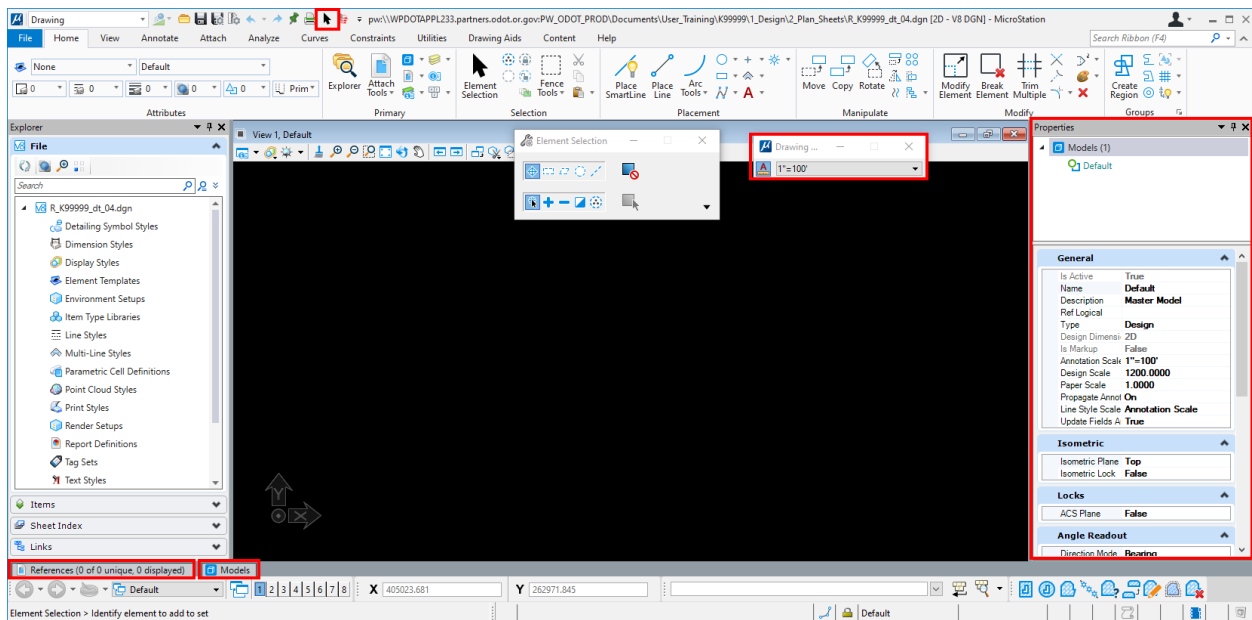 Drawing
pw:\\WPDOTAPPL233.partners.odot.or.gov:PW_ODOT_PROD\Documents\User_Training\K99999\1_Design\2_Plan_Sheets\R_K99999_dt_04.dgn [2D - V8 DGN] - MicroStation
File Home View Annotate Attach Analyze Curves Constraints Utilities Drawing Aids Content Help Search Ribbon (F4)
None Default
0 0 0 0 0 Prim
Explorer Attach Tools
Element Selection Fence Tools
Place SmartLine Place Line Arc Tools
Move Copy Rotate
Modify Element Break Element Trim Multiple
Create Region
Attributes Primary Selection Placement Manipulate Modify Groups
Explorer
File
Search
R_K99999_dt_04.dgn
Detailing Symbol Styles
Dimension Styles
Display Styles
Element Templates
Environment Setups
Item Type Libraries
Line Styles
Multi-Line Styles
Parametric Cell Definitions
Point Cloud Styles
Print Styles
Render Setups
Report Definitions
Tag Sets
Text Styles
Items
Sheet Index
Links
References (0 of 0 unique, 0 displayed) Models
View 1, Default
Element Selection
Drawing ...
1"=100'
Y
X
Properties
Models (1)
Default
General
Is Active True
Name Default
Description Master Model
Ref Logical
Type Design
Design Dimensi 2D
Is Markup False
Annotation Scale 1"=100'
Design Scale 1200.0000
Paper Scale 1.0000
Propagate Annot On
Line Style Scale Annotation Scale
Update Fields A True
Isometric
Isometric Plane Top
Isometric Lock False
Locks
ACS Plane False
Angle Readout
Direction Mode Bearing
Default 1 2 3 4 5 6 7 8 X 405023.681 Y 262971.845
Element Selection > Identify element to add to set Default